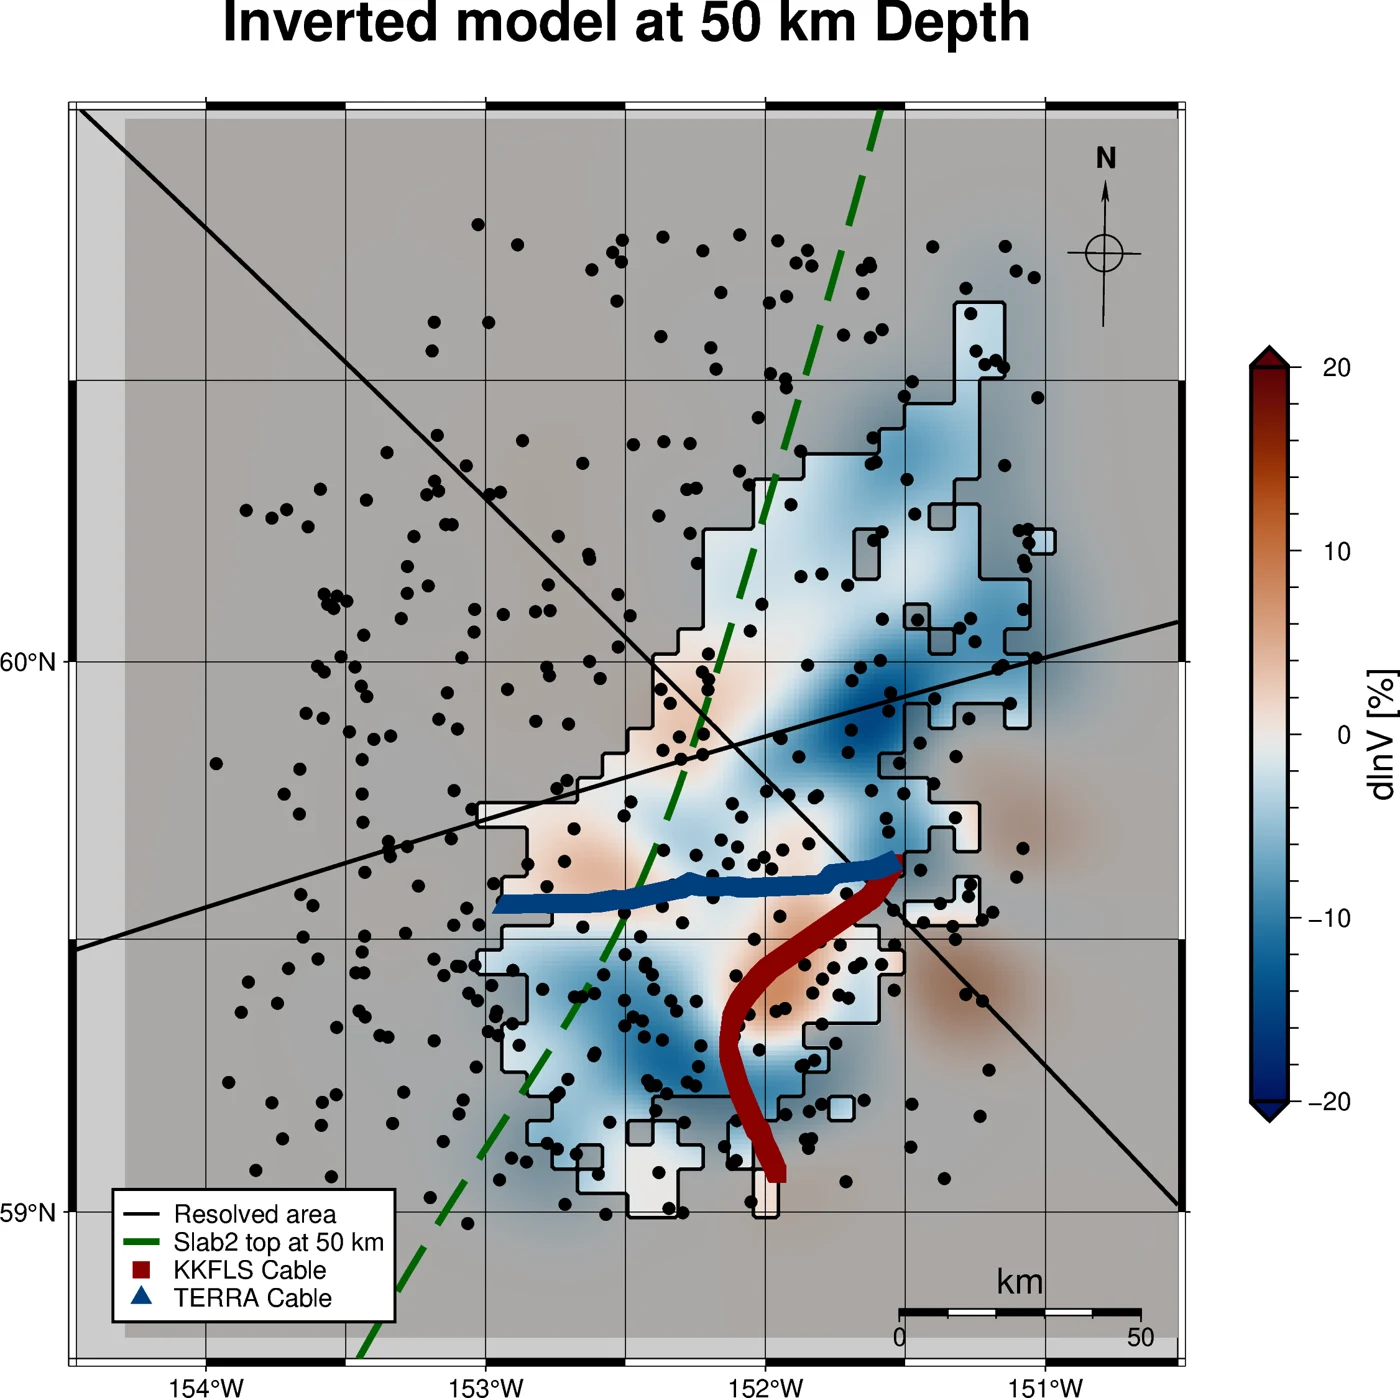 Inverted model at 50 km Depth
N
20
10
0
−10
−20
dlnV [%]
60°N
59°N
Resolved area
Slab2 top at 50 km
KKFLS Cable
TERRA Cable
km
0 50
154°W 153°W 152°W 151°W